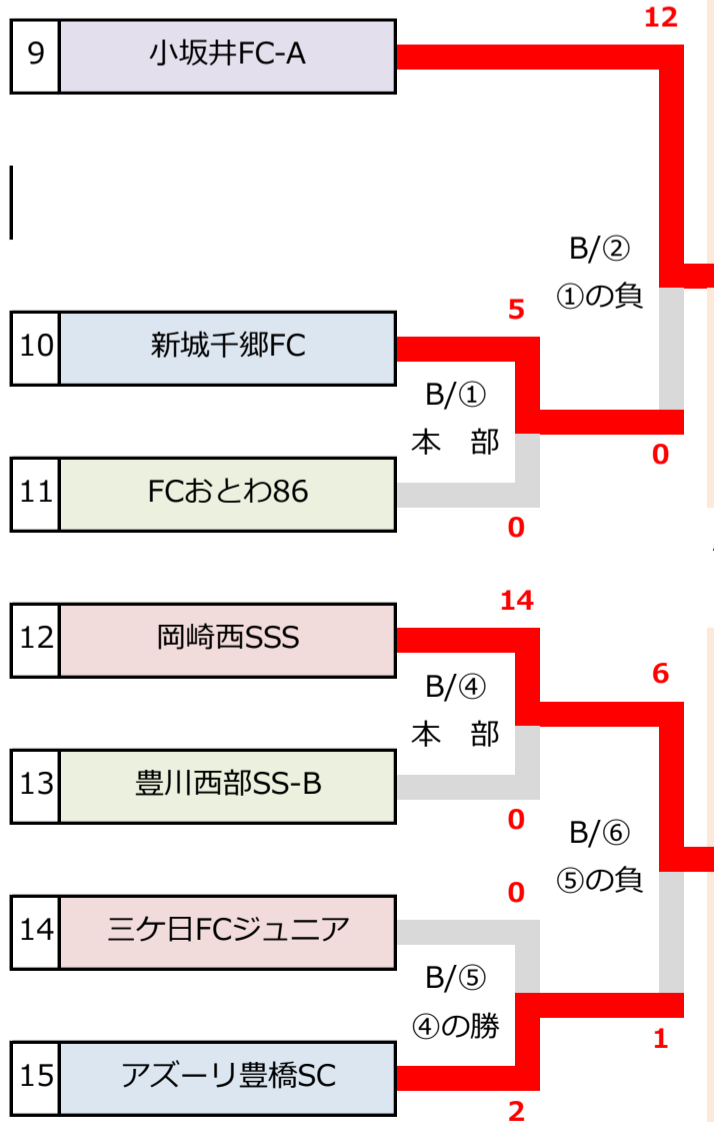 12
9 小坂井FC-A
B/②
①の負
5
10 新城千郷FC
B/①
本　部
0
11 FCおとわ86
0
14
12 岡崎西SSS
6
B/④
本　部
13 豊川西部SS-B
0
B/⑥
⑤の負
0
14 三ケ日FCジュニア
B/⑤
④の勝
1
15 アズーリ豊橋SC
2